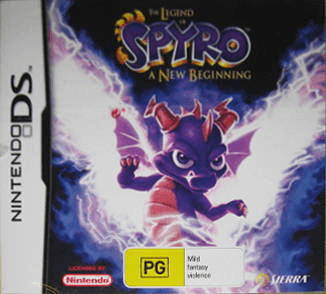 THE LEGEND
OF
SPYRO
A NEW BEGINNING
NINTENDO DS
LICENSED BY
Nintendo
PG
Mild
fantasy
violence
SIERRA